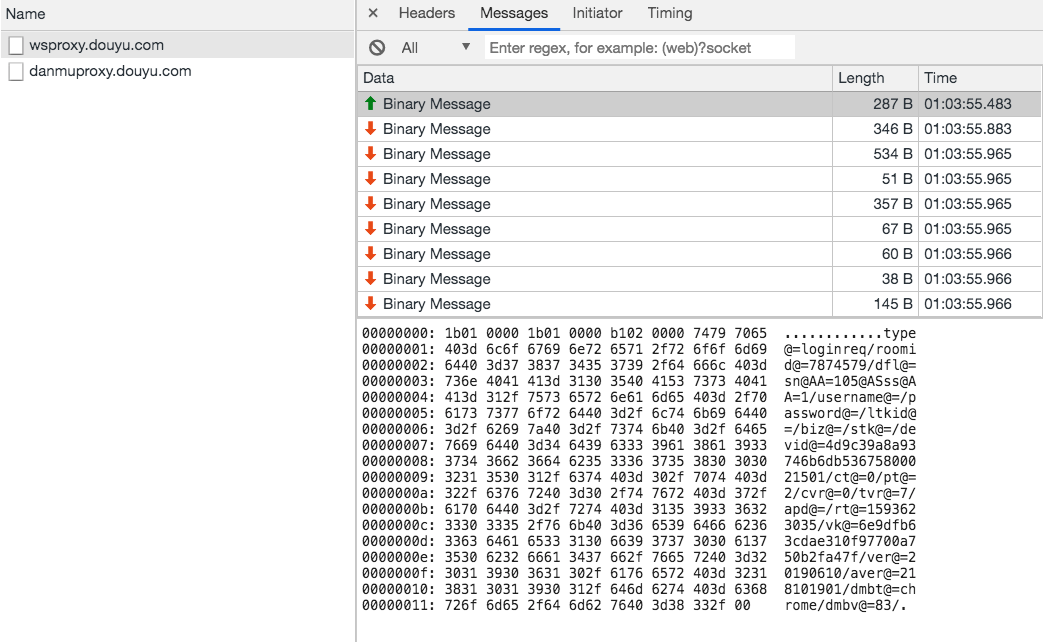 Name
× Headers Messages Initiator Timing
wsproxy.douyu.com
All ▼ Enter regex, for example: (web)?socket
danmuproxy.douyu.com
Data Length Time
Binary Message 287 B 01:03:55.483
Binary Message 346 B 01:03:55.883
Binary Message 534 B 01:03:55.965
Binary Message 51 B 01:03:55.965
Binary Message 357 B 01:03:55.965
Binary Message 67 B 01:03:55.965
Binary Message 60 B 01:03:55.966
Binary Message 38 B 01:03:55.966
Binary Message 145 B 01:03:55.966
00000000: 1b01 0000 1b01 0000 b102 0000 7479 7065 ............type
00000001: 403d 6c6f 6769 6e72 6571 2f72 6f6f 6d69 @=loginreq/roomi
00000002: 6440 3d37 3837 3435 3739 2f64 666c 403d d@=7874579/dfl@=
00000003: 736e 4041 413d 3130 3540 4153 7373 4041 sn@AA=105@ASss@A
00000004: 413d 312f 7573 6572 6e61 6d65 403d 2f70 A=1/username@=/p
00000005: 6173 7377 6f72 6440 3d2f 6c74 6b69 6440 assword@=/ltkid@
00000006: 3d2f 6269 7a40 3d2f 7374 6b40 3d2f 6465 =/biz@=/stk@=/de
00000007: 7669 6440 3d34 6439 6333 3961 3861 3933 vid@=4d9c39a8a93
00000008: 3734 3662 3664 6235 3336 3735 3830 3030 746b6db536758000
00000009: 3231 3530 312f 6374 403d 302f 7074 403d 21501/ct@=0/pt@=
0000000a: 322f 6376 7240 3d30 2f74 7672 403d 372f 2/cvr@=0/tvr@=7/
0000000b: 6170 6440 3d2f 7274 403d 3135 3933 3632 apd@=/rt@=159362
0000000c: 3330 3335 2f76 6b40 3d36 6539 6466 6236 3035/vk@=6e9dfb6
0000000d: 3363 6461 6533 3130 6639 3737 3030 6137 3cdae310f97700a7
0000000e: 3530 6232 6661 3437 662f 7665 7240 3d32 50b2fa47f/ver@=2
0000000f: 3031 3930 3631 302f 6176 6572 403d 3231 0190610/aver@=21
00000010: 3831 3031 3930 312f 646d 6274 403d 6368 8101901/dmbt@=ch
00000011: 726f 6d65 2f64 6d62 7640 3d38 332f 00 rome/dmbv@=83/.